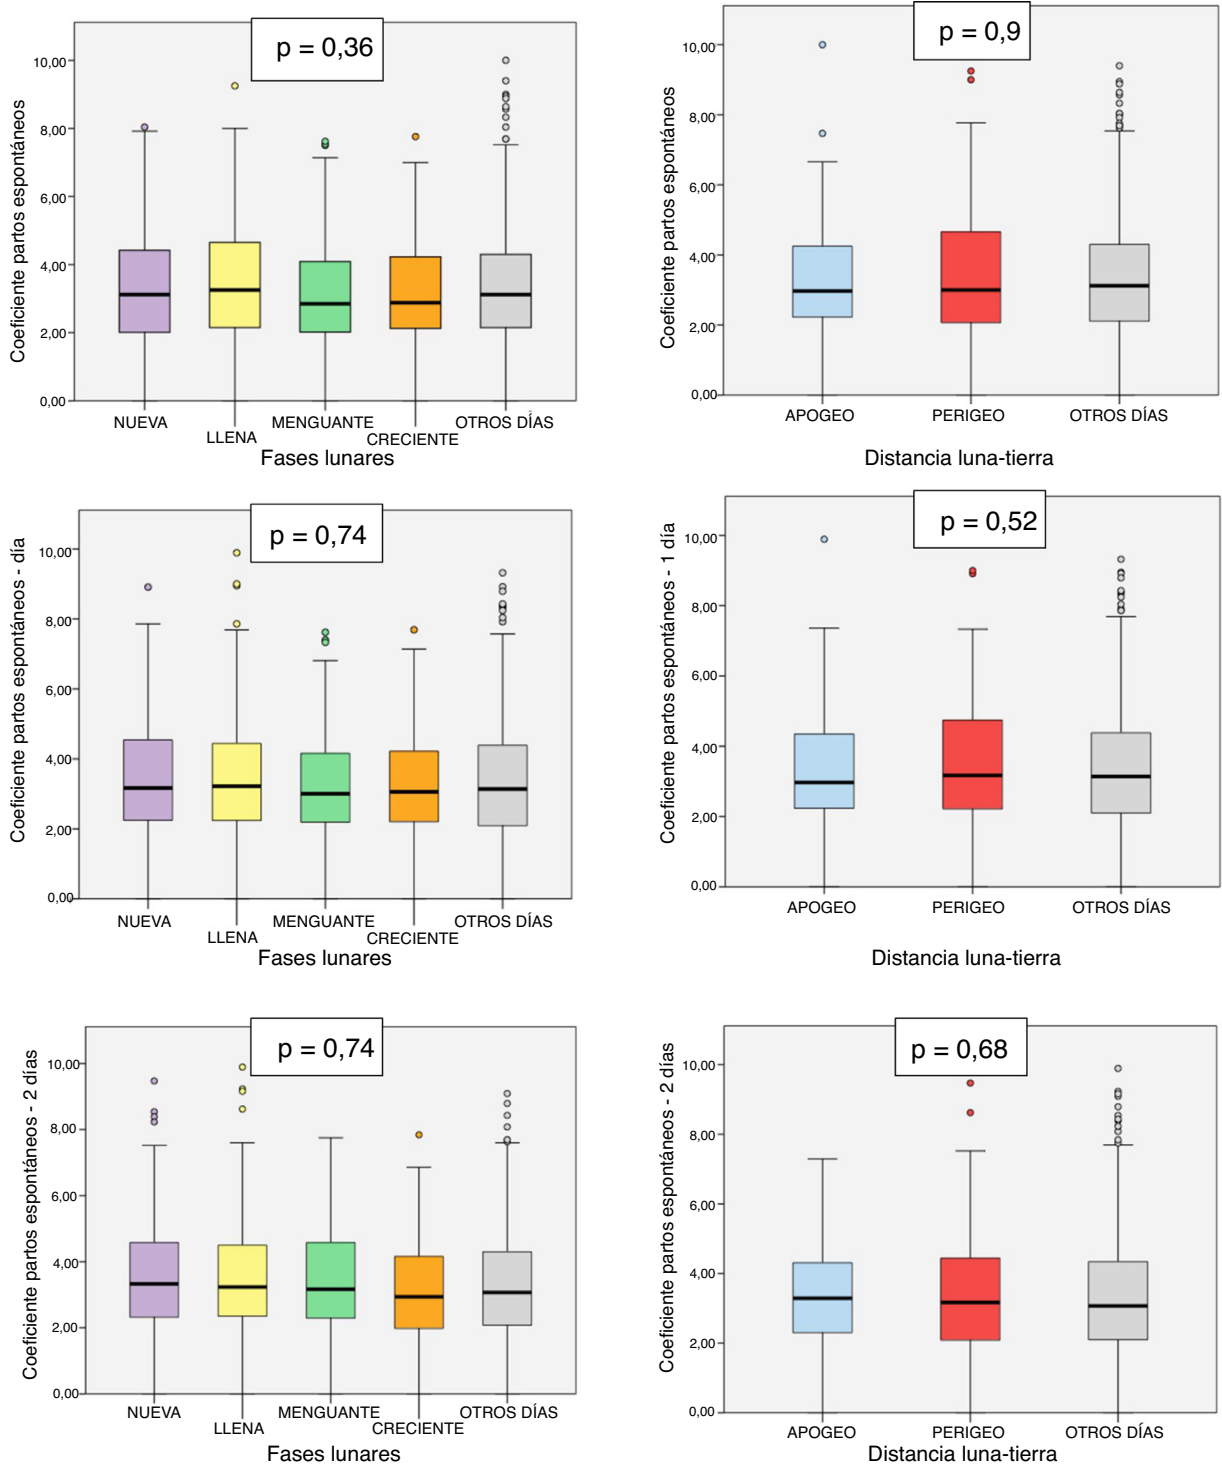 p = 0,36
10,00
8,00
6,00
4,00
2,00
0,00
Coeficiente partos espontáneos
NUEVA
LLENA
MENGUANTE
CRECIENTE
OTROS DÍAS
Fases lunares
p = 0,9
10,00
8,00
6,00
4,00
2,00
0,00
Coeficiente partos espontáneos
APOGEO
PERIGEO
OTROS DÍAS
Distancia luna-tierra
p = 0,74
10,00
8,00
6,00
4,00
2,00
0,00
Coeficiente partos espontáneos - día
NUEVA
LLENA
MENGUANTE
CRECIENTE
OTROS DÍAS
Fases lunares
p = 0,52
10,00
8,00
6,00
4,00
2,00
0,00
Coeficiente partos espontáneos - 1 día
APOGEO
PERIGEO
OTROS DÍAS
Distancia luna-tierra
p = 0,74
10,00
8,00
6,00
4,00
2,00
0,00
Coeficiente partos espontáneos - 2 días
NUEVA
LLENA
MENGUANTE
CRECIENTE
OTROS DÍAS
Fases lunares
p = 0,68
10,00
8,00
6,00
4,00
2,00
0,00
Coeficiente partos espontáneos - 2 días
APOGEO
PERIGEO
OTROS DÍAS
Distancia luna-tierra